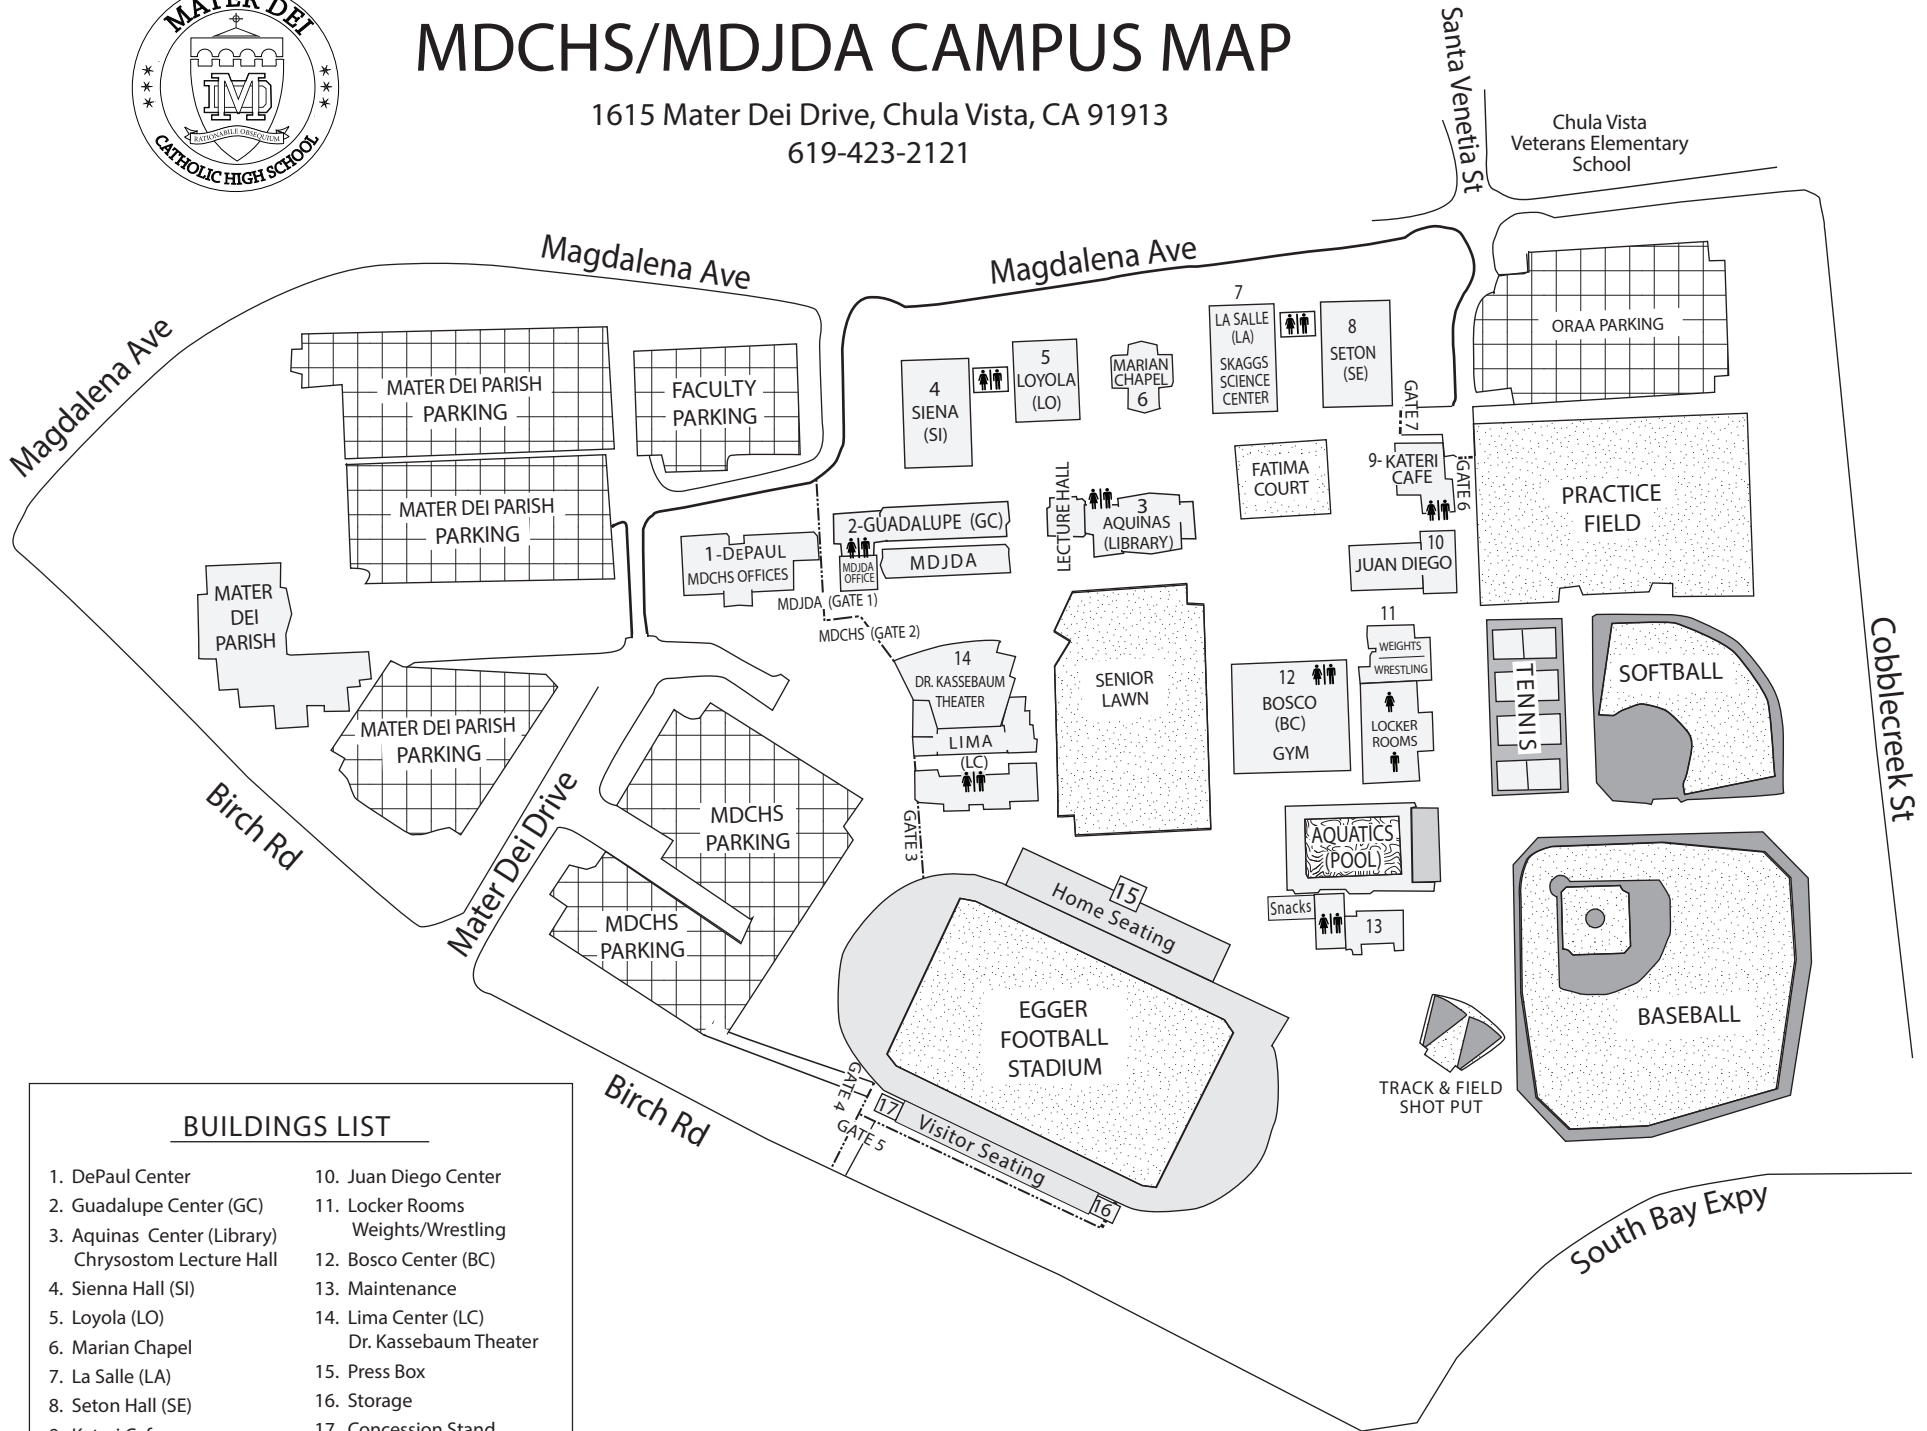 MATER DEI
MD
RATIONABILE OBSEQUIUM
CATHOLIC HIGH SCHOOL
MDCHS/MDJDA CAMPUS MAP
1615 Mater Dei Drive, Chula Vista, CA 91913
619-423-2121
Santa Venetia St
Chula Vista
Veterans Elementary
School
Magdalena Ave
Magdalena Ave
Magdalena Ave
MATER DEI PARISH
PARKING
FACULTY
PARKING
MATER DEI PARISH
PARKING
4
SIENA
(SI)
5
LOYOLA
(LO)
MARIAN
CHAPEL
6
7
LA SALLE
(LA)
SKAGGS
SCIENCE
CENTER
8
SETON
(SE)
ORAA PARKING
GATE 7
9- KATERI
CAFE
GATE 6
FATIMA
COURT
PRACTICE
FIELD
LECTURE HALL
3
AQUINAS
(LIBRARY)
2-GUADALUPE (GC)
MDJDA
MDJDA
OFFICE
1-DEPAUL
MDCHS OFFICES
MDJDA (GATE 1)
MDCHS (GATE 2)
10
JUAN DIEGO
MATER
DEI
PARISH
MATER DEI PARISH
PARKING
14
DR. KASSEBAUM
THEATER
LIMA
(LC)
GATE 3
SENIOR
LAWN
11
WEIGHTS
WRESTLING
12
BOSCO
(BC)
GYM
LOCKER
ROOMS
TENNIS
SOFTBALL
Cobblecreek St
Birch Rd
Mater Dei Drive
MDCHS
PARKING
MDCHS
PARKING
AQUATICS
(POOL)
Snacks
13
15
Home Seating
EGGER
FOOTBALL
STADIUM
BASEBALL
TRACK & FIELD
SHOT PUT
Birch Rd
GATE 4
GATE 5
17
Visitor Seating
16
South Bay Expy
BUILDINGS LIST
1. DePaul Center
2. Guadalupe Center (GC)
3. Aquinas Center (Library)
Chrysostom Lecture Hall
4. Sienna Hall (SI)
5. Loyola (LO)
6. Marian Chapel
7. La Salle (LA)
8. Seton Hall (SE)
10. Juan Diego Center
11. Locker Rooms
Weights/Wrestling
12. Bosco Center (BC)
13. Maintenance
14. Lima Center (LC)
Dr. Kassebaum Theater
15. Press Box
16. Storage
17. Concession Stand